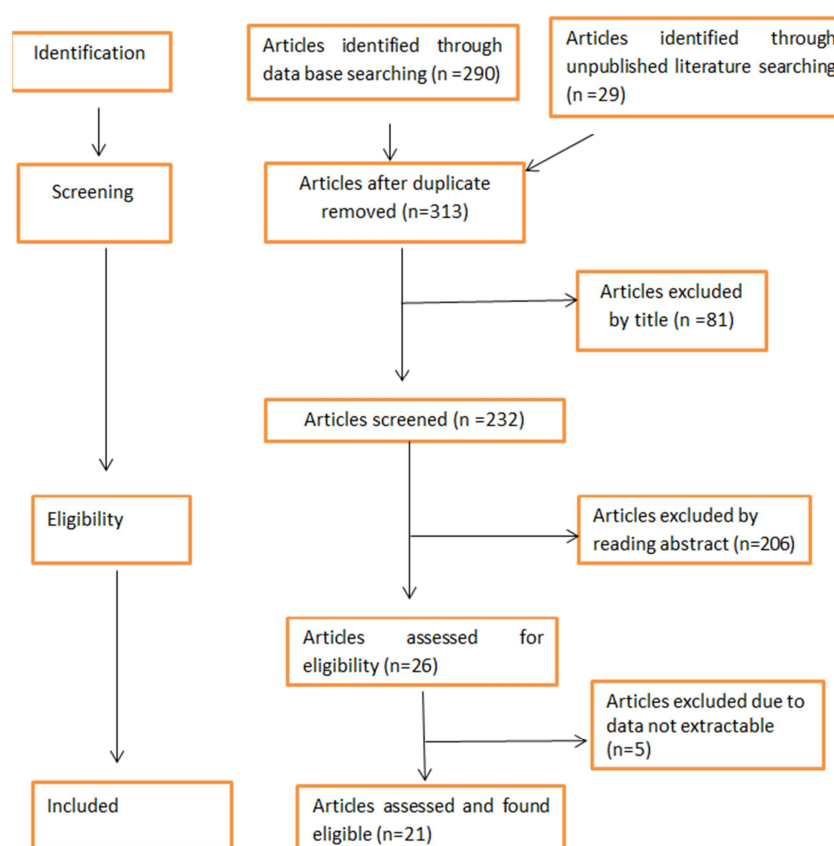 Identification
Articles identified through
data base searching (n =290)
Articles identified through
unpublished literature searching
(n =29)
Screening
Articles after duplicate
removed (n=313)
Articles excluded
by title (n =81)
Articles screened (n =232)
Eligibility
Articles excluded by
reading abstract (n=206)
Articles assessed for
eligibility (n=26)
Articles excluded due to
data not extractable
(n=5)
Included
Articles assessed and found
eligible (n=21)